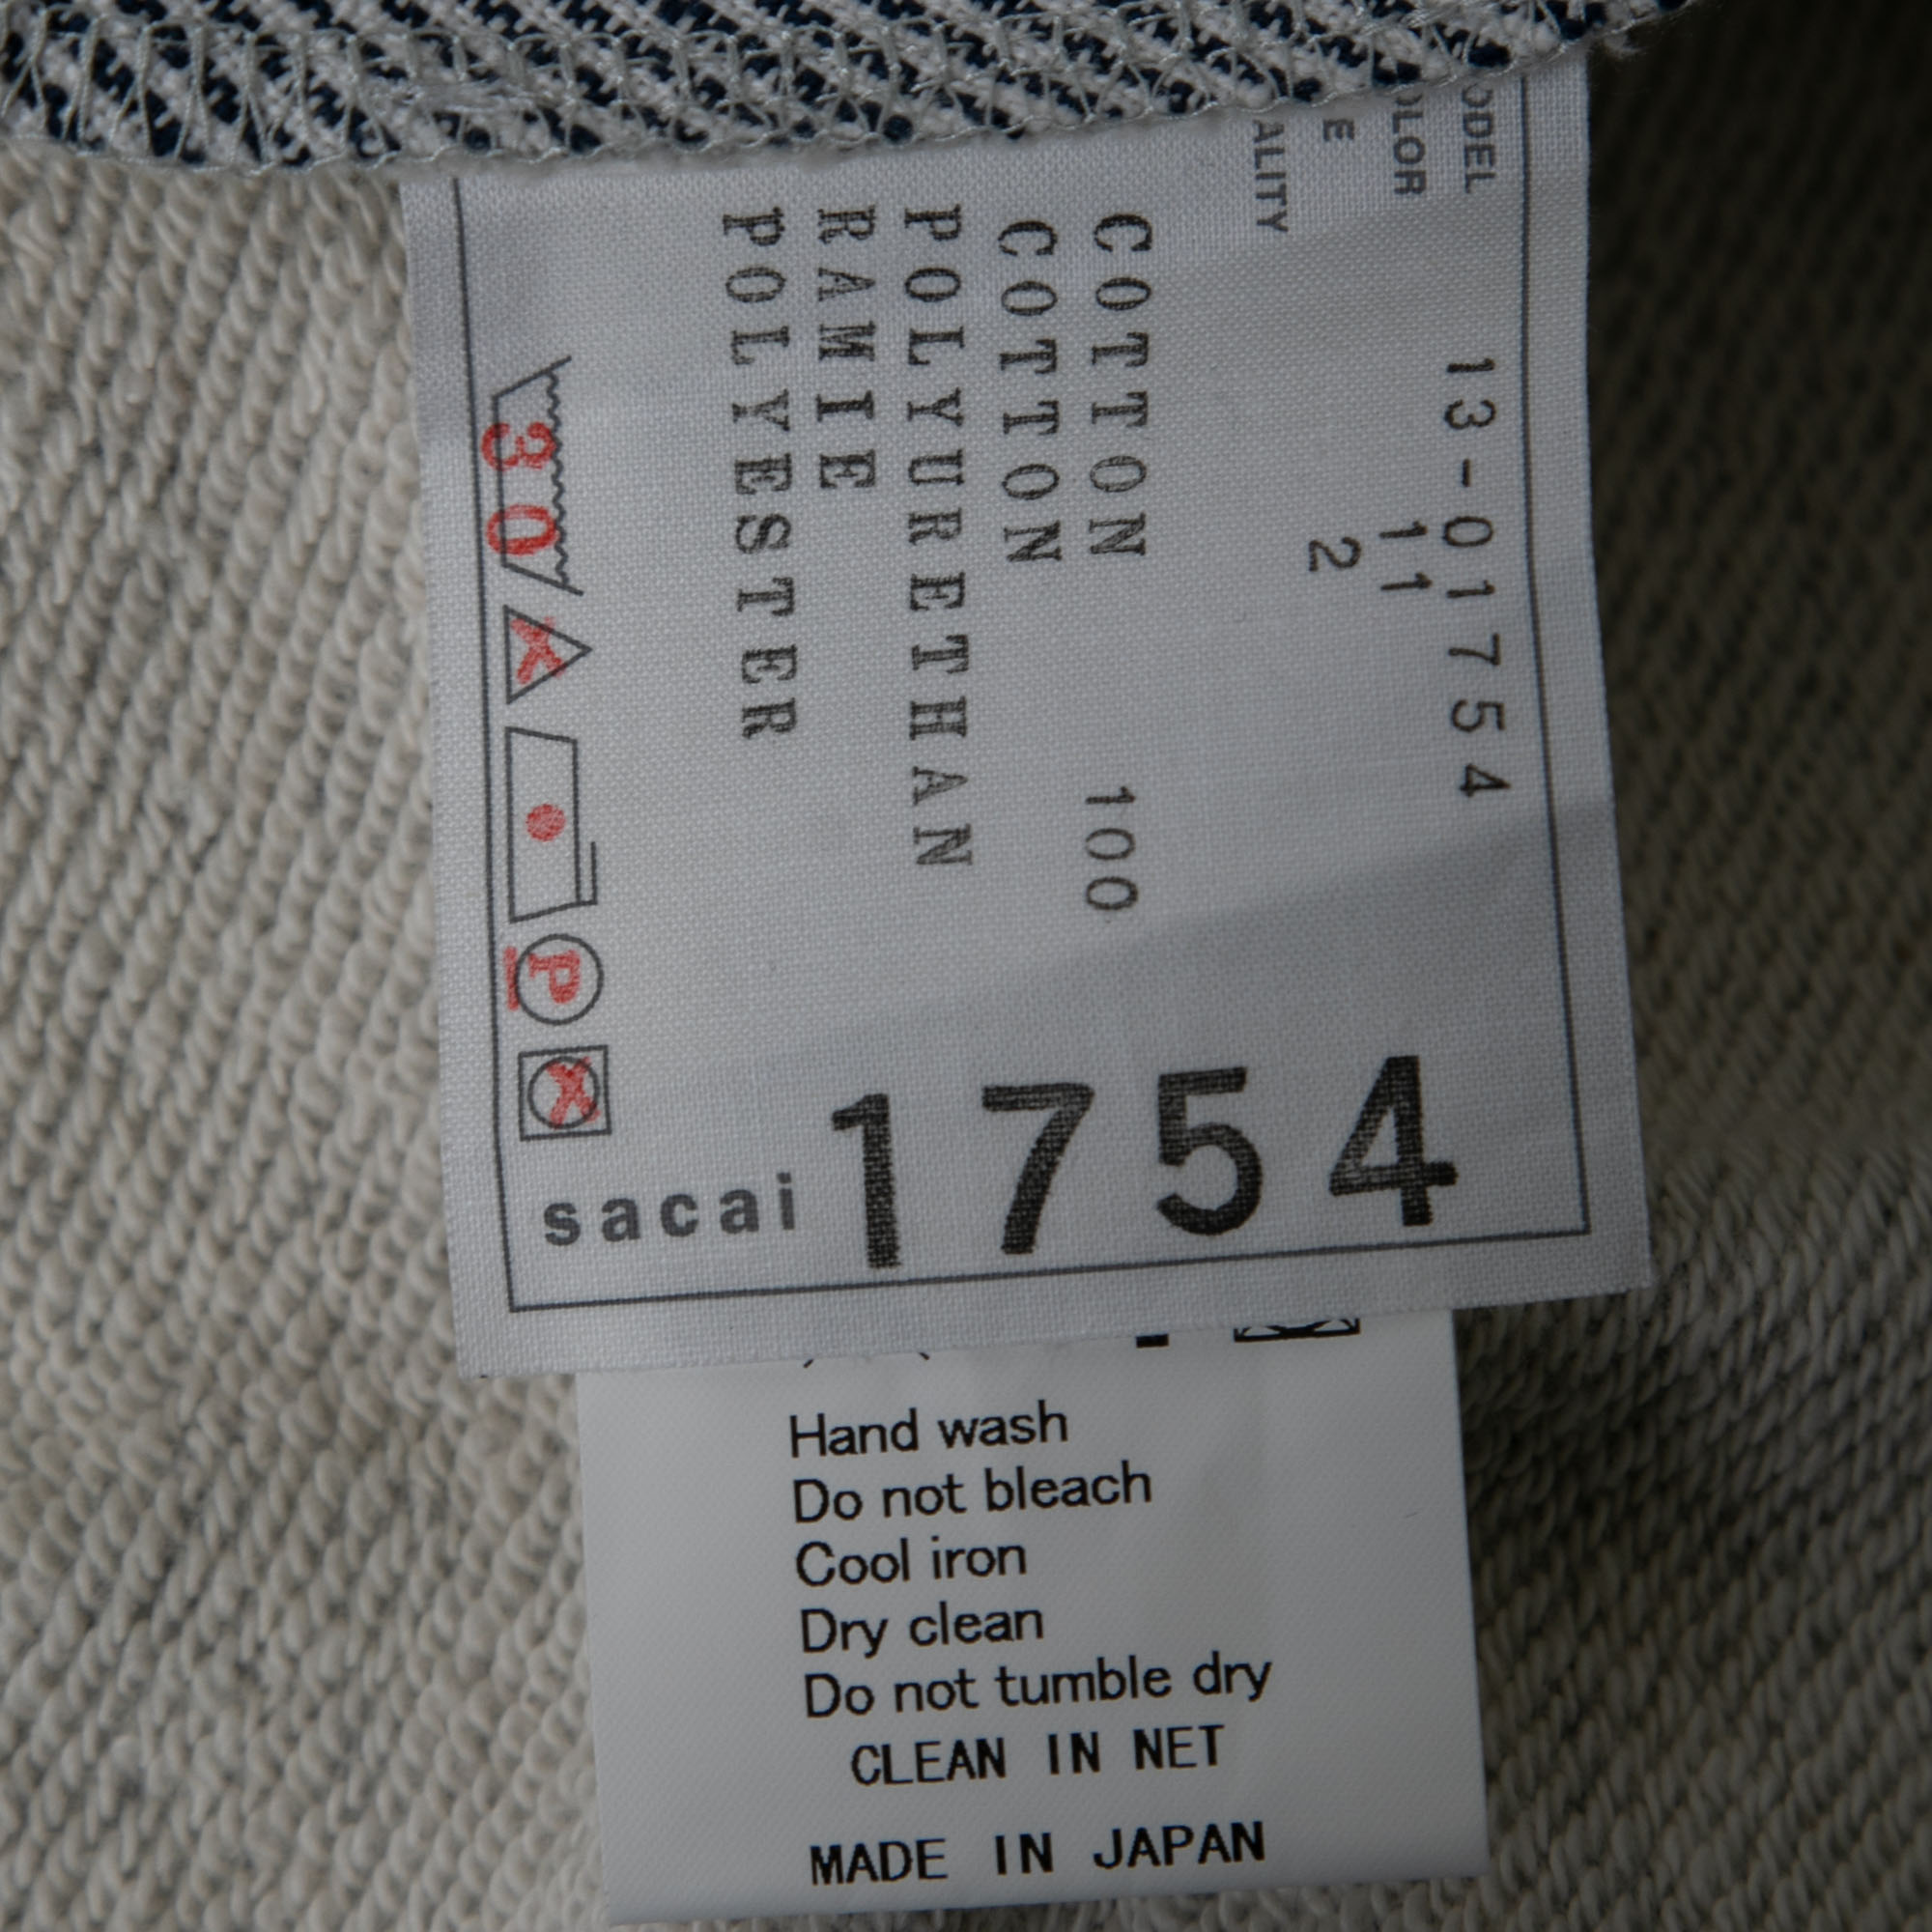 ODEL 13-01754
OLOR 11
E 2
ALITY
COTTON 100
COTTON
POLYURETHAN
RAMIE
POLYESTER
30
P
sacai 1754
Hand wash
Do not bleach
Cool iron
Dry clean
Do not tumble dry
CLEAN IN NET
MADE IN JAPAN